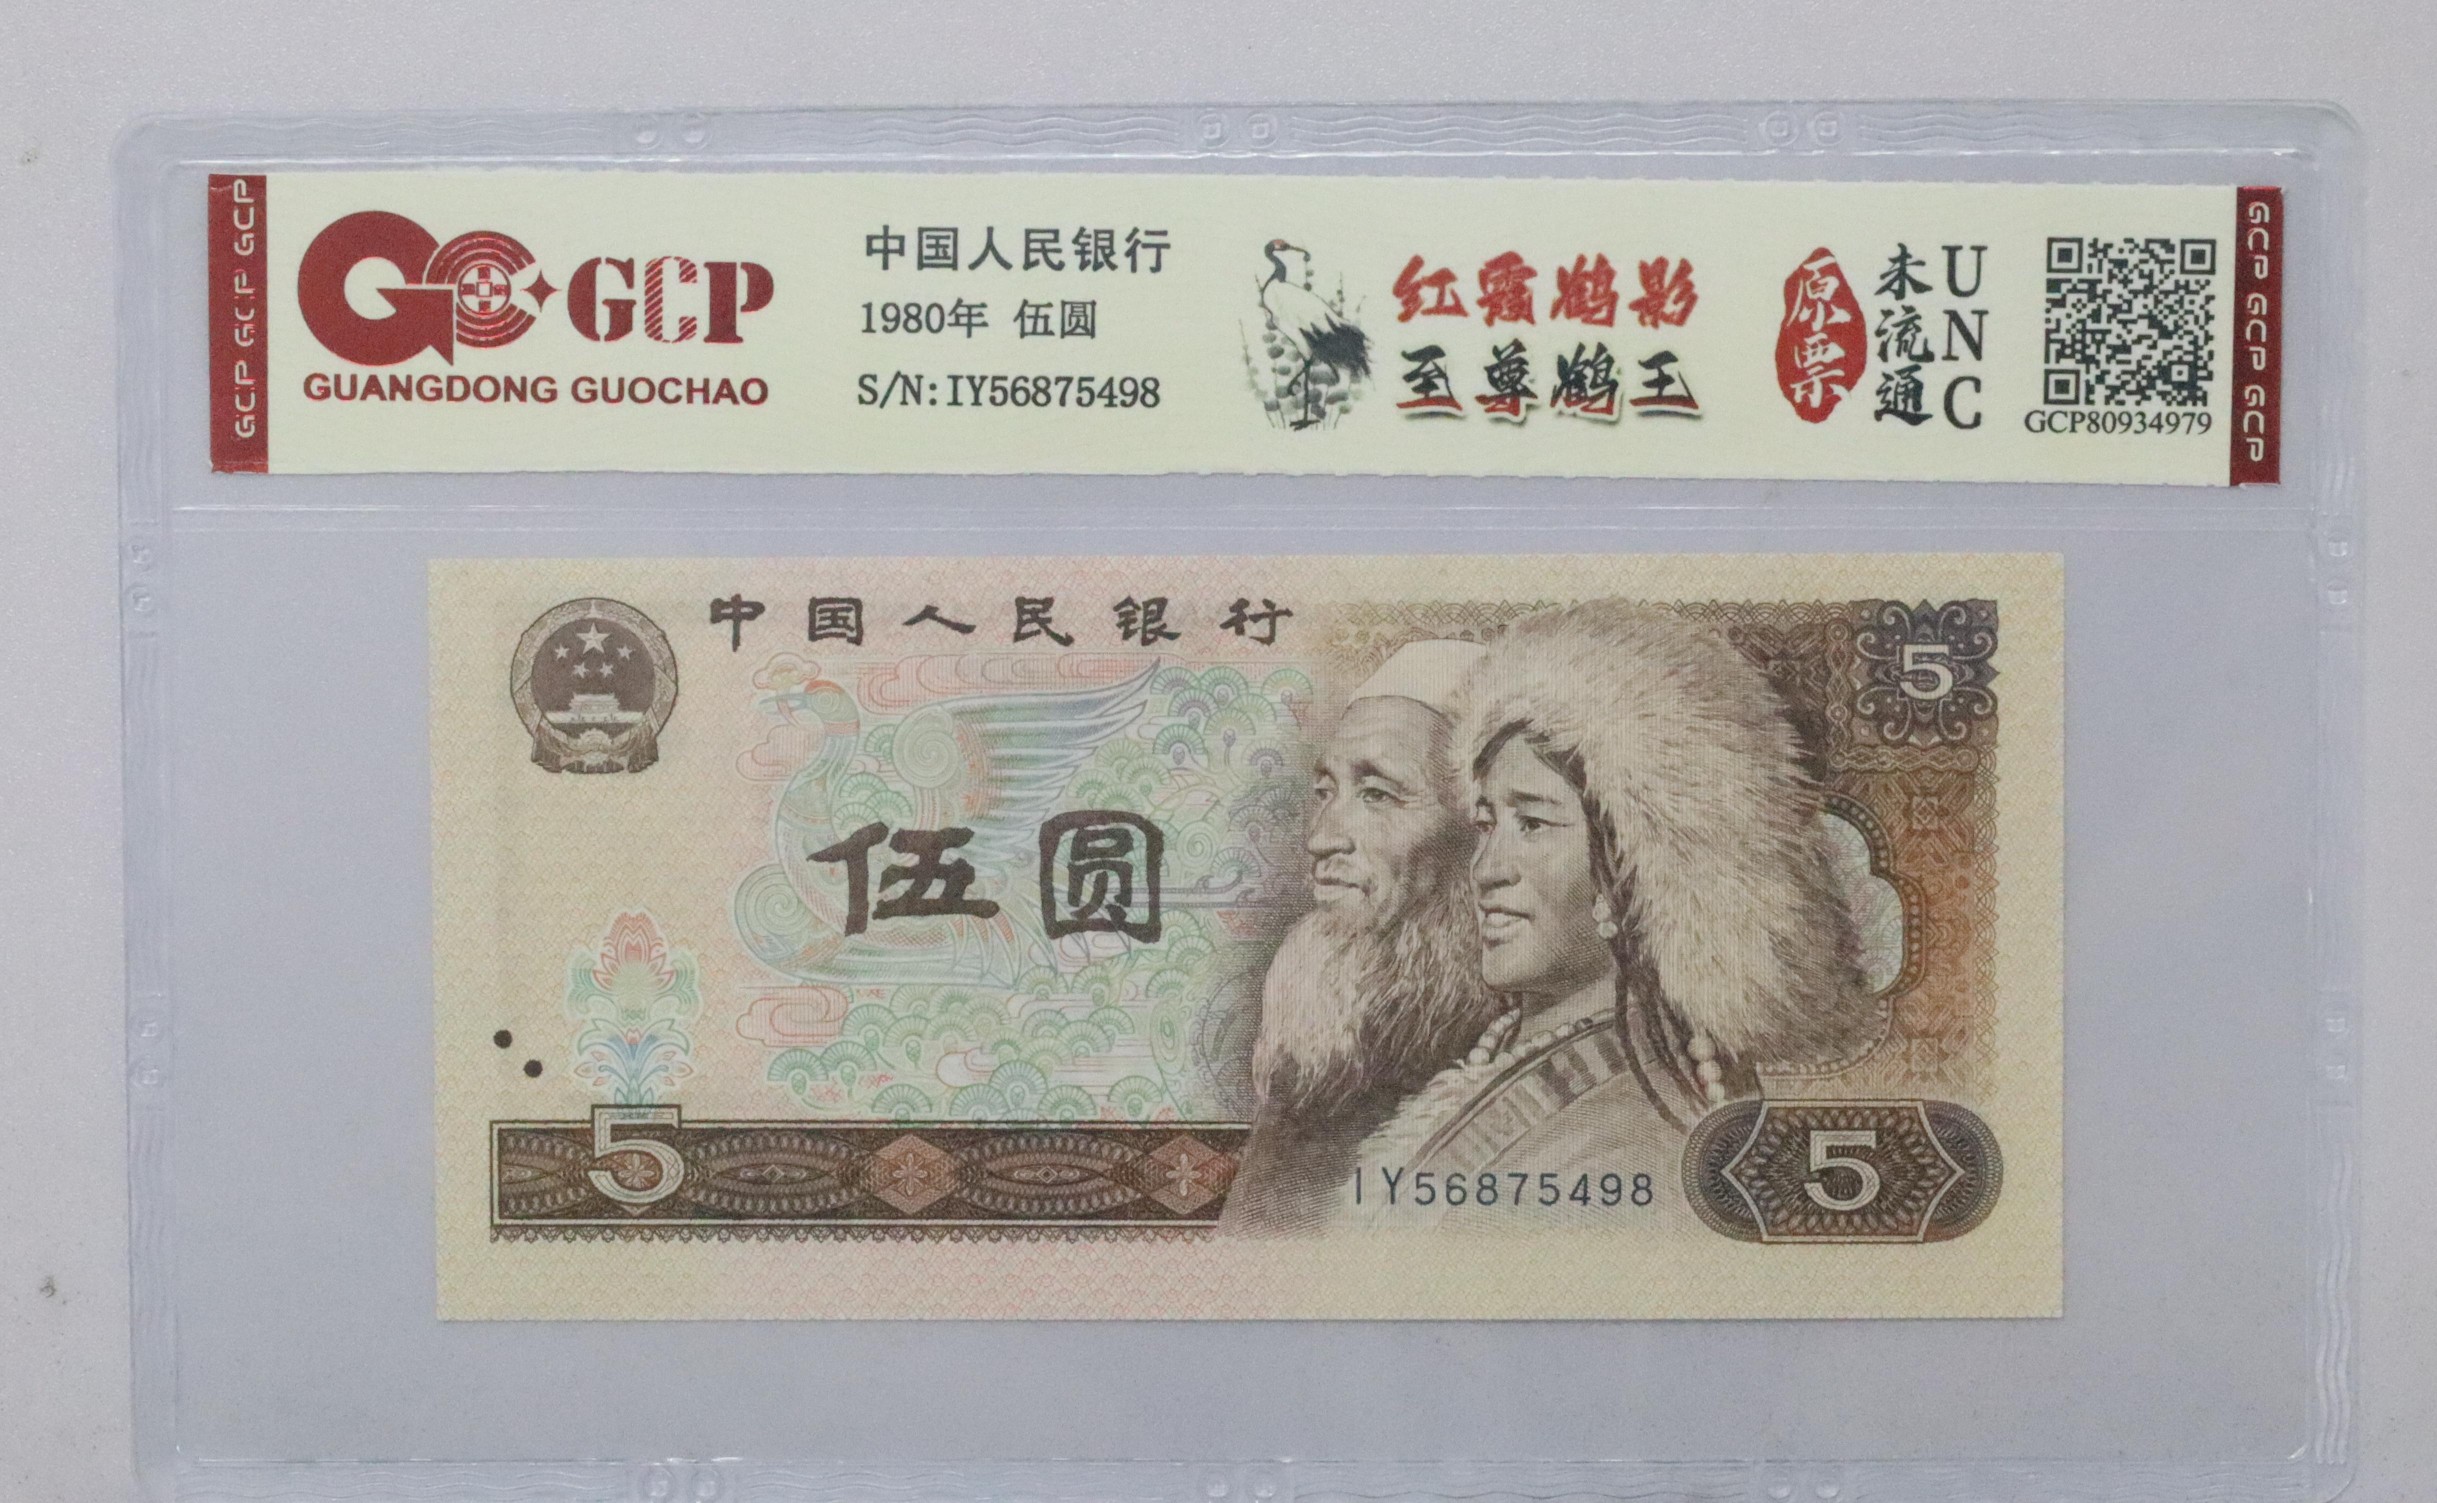 GCP GCP GCP
GCP
GUANGDONG GUOCHAO
中国人民银行
1980年 伍圆
S/N: IY56875498
红霞鹤影
至尊鹤王
原票
未流通
UNC
GCP80934979
GCP GCP GCP
中国人民银行
5
伍圆
5
IY56875498
5